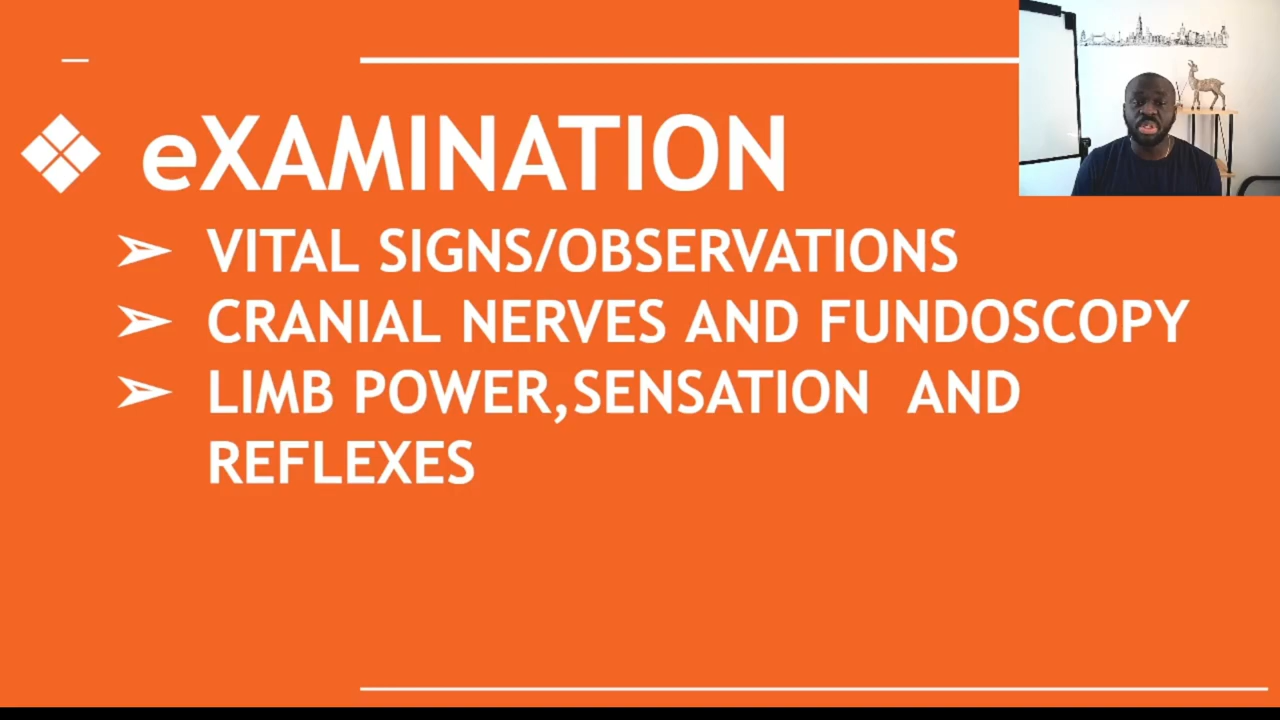 eXAMINATION
VITAL SIGNS/OBSERVATIONS
CRANIAL NERVES AND FUNDOSCOPY
LIMB POWER,SENSATION AND
REFLEXES